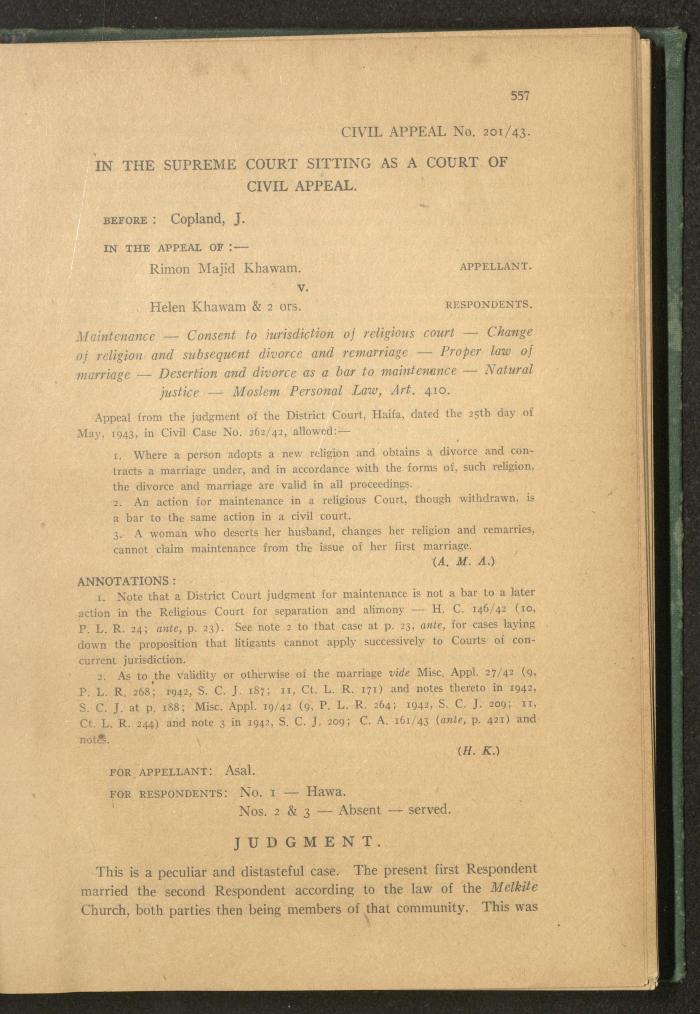 557
CIVIL APPEAL No. 201/43.
IN THE SUPREME COURT SITTING AS A COURT OF
CIVIL APPEAL.
BEFORE : Copland, J.
IN THE APPEAL OF :—
Rimon Majid Khawam. APPELLANT.
v.
Helen Khawam & 2 ors. RESPONDENTS.
Maintenance — Consent to jurisdiction of religious court — Change
of religion and subsequent divorce and remarriage — Proper law of
marriage — Desertion and divorce as a bar to maintenance — Natural
justice — Moslem Personal Law, Art. 410.
Appeal from the judgment of the District Court, Haifa, dated the 25th day of
May, 1943, in Civil Case No. 262/42, allowed:—
1. Where a person adopts a new religion and obtains a divorce and con-
tracts a marriage under, and in accordance with the forms of, such religion,
the divorce and marriage are valid in all proceedings.
2. An action for maintenance in a religious Court, though withdrawn, is
a bar to the same action in a civil court.
3. A woman who deserts her husband, changes her religion and remarries,
cannot claim maintenance from the issue of her first marriage.
(A. M. A.)
ANNOTATIONS :
1. Note that a District Court judgment for maintenance is not a bar to a later
action in the Religious Court for separation and alimony — H. C. 146/42 (10,
P. L. R. 24; ante, p. 23). See note 2 to that case at p. 23, ante, for cases laying
down the proposition that litigants cannot apply successively to Courts of con-
current jurisdiction.
2. As to the validity or otherwise of the marriage vide Misc. Appl. 27/42 (9,
P. L. R. 268; 1942, S. C. J. 187; 11, Ct. L. R. 171) and notes thereto in 1942,
S. C. J. at p. 188; Misc. Appl. 19/42 (9, P. L. R. 264; 1942, S. C. J. 209; 11,
Ct. L. R. 244) and note 3 in 1942, S. C. J. 209; C. A. 161/43 (ante, p. 421) and
notes.
(H. K.)
FOR APPELLANT: Asal.
FOR RESPONDENTS: No. 1 — Hawa.
Nos. 2 & 3 — Absent — served.
JUDGMENT.
This is a peculiar and distasteful case. The present first Respondent
married the second Respondent according to the law of the Melkite
Church, both parties then being members of that community. This was